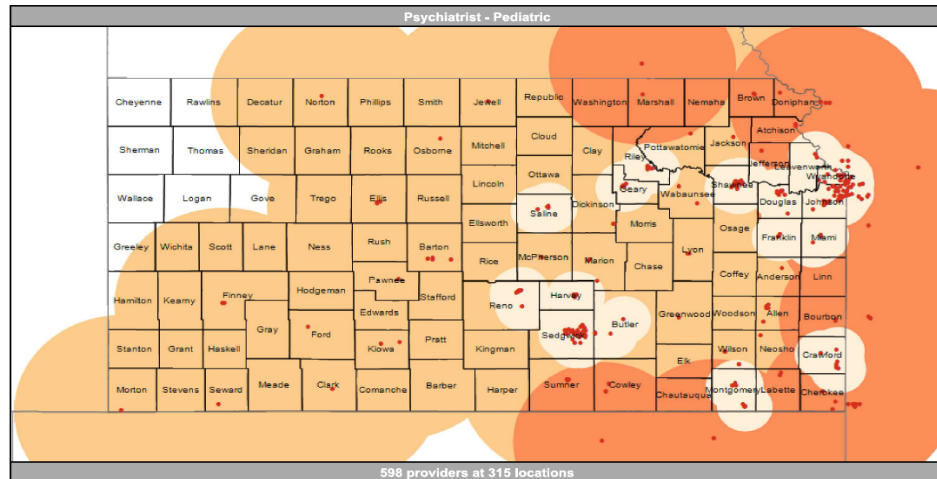 Psychiatrist - Pediatric
Cheyenne Rawlins Decatur Norton Phillips Smith Jewell Republic Washington Marshall Nemaha Brown Doniphan
Sherman Thomas Sheridan Graham Rooks Osborne Mitchell Cloud Clay Riley Pottawatomie Jackson Atchison
Jefferson Leavenworth Wyandotte
Wallace Logan Gove Trego Ellis Russell Lincoln Ottawa Saline Dickinson Geary Wabaunsee Shawnee Douglas Johnson
Greeley Wichita Scott Lane Ness Rush Barton Ellsworth Rice McPherson Marion Morris Chase Lyon Osage Franklin Miami
Hamilton Kearny Finney Hodgeman Pawnee Edwards Stafford Reno Harvey Coffey Anderson Linn
Gray Ford Sedgwick Butler Greenwood Woodson Allen Bourbon
Stanton Grant Haskell Kiowa Pratt Kingman Elk Wilson Neosho Crawford
Morton Stevens Seward Meade Clark Comanche Barber Harper Sumner Cowley Chautauqua Montgomery Labette Cherokee
598 providers at 315 locations